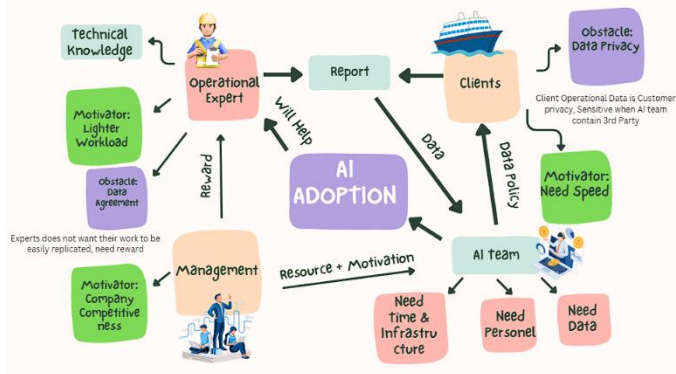 Technical
Knowledge
Operational
Expert
Report
Clients
Obstacle:
Data Privacy
Client Operational Data is Customer
privacy, Sensitive when AI team
contain 3rd Party
Motivator:
Lighter
Workload
Will Help
Data
Data Policy
Motivator:
Need Speed
Obstacle:
Data
Agreement
Reward
AI
ADOPTION
Experts does not want their work to be
easily replicated, need reward
Management
Resource + Motivation
AI team
Motivator:
Company
Competitive
ness
Need
Time &
Infrastru
cture
Need
Personel
Need
Data